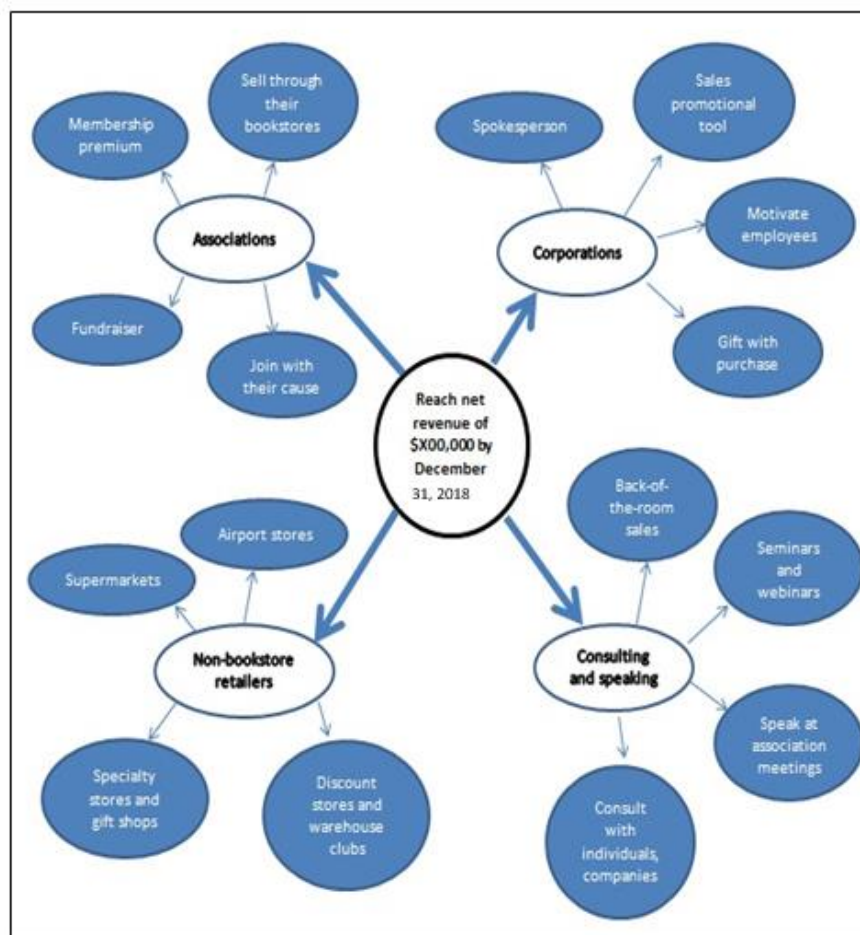 Sell through
their
bookstores
Membership
premium
Associations
Fundraiser
Join with
their cause
Sales
promotional
tool
Spokesperson
Motivate
employees
Corporations
Gift with
purchase
Reach net
revenue of
$X00,000 by
December
31, 2018
Airport stores
Supermarkets
Non-bookstore
retailers
Specialty
stores and
gift shops
Discount
stores and
warehouse
clubs
Back-of-
the-room
sales
Seminars
and
webinars
Consulting
and speaking
Speak at
association
meetings
Consult
with
individuals,
companies